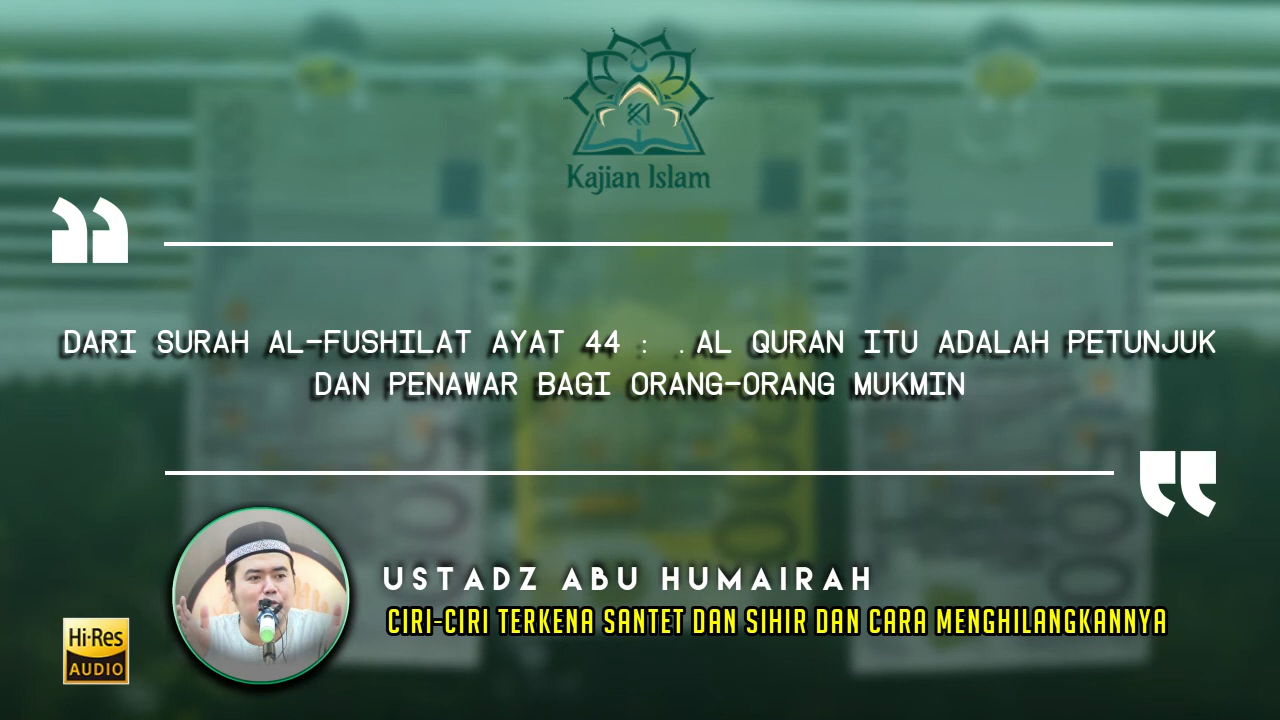 Kajian Islam
DARI SURAH AL-FUSHILAT AYAT 44 : .AL QURAN ITU ADALAH PETUNJUK
DAN PENAWAR BAGI ORANG-ORANG MUKMIN
USTADZ ABU HUMAIRAH
CIRI-CIRI TERKENA SANTET DAN SIHIR DAN CARA MENGHILANGKANNYA
Hi-Res
AUDIO